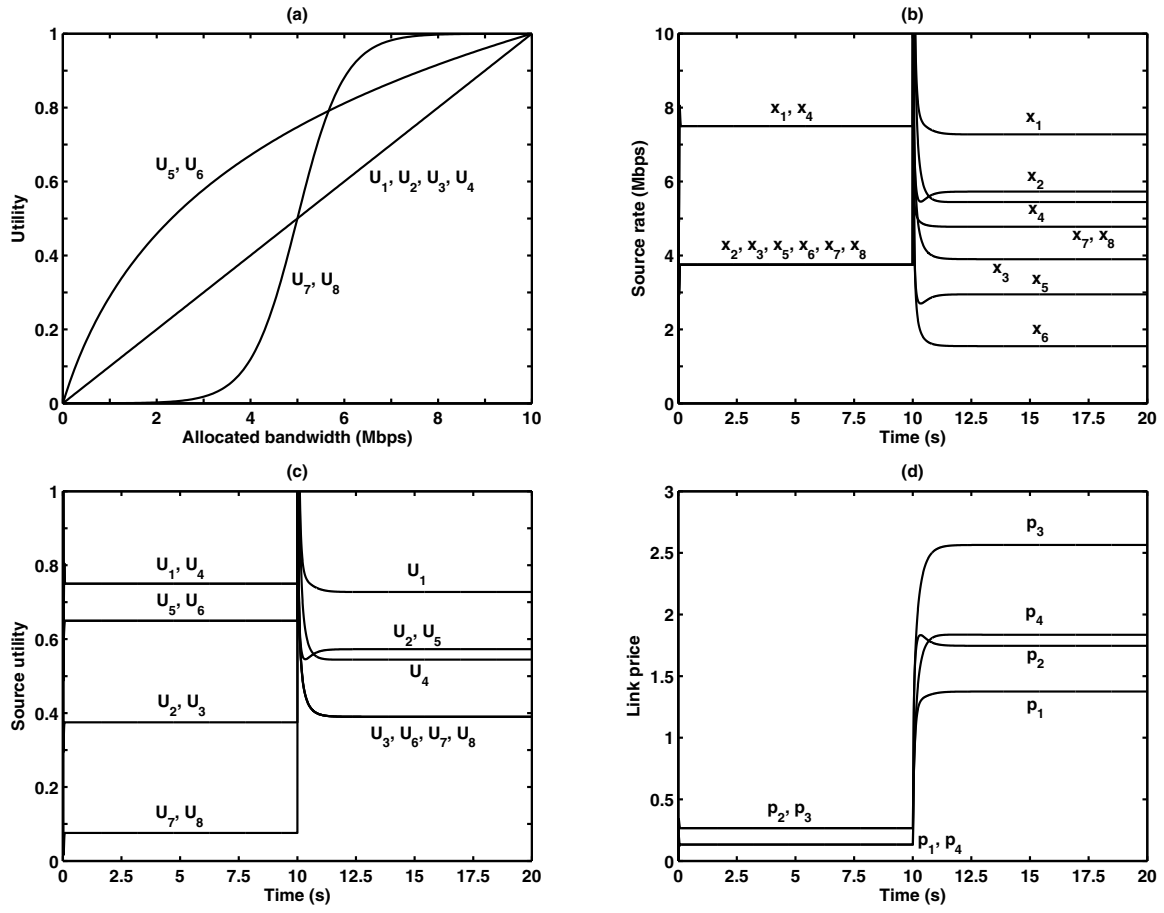 (a)
Utility
1
0.8
0.6
0.4
0.2
0
U5, U6
U1, U2, U3, U4
U7, U8
0 2 4 6 8 10
Allocated bandwidth (Mbps)
(b)
Source rate (Mbps)
10
8
6
4
2
0
x1, x4
x2, x3, x5, x6, x7, x8
x1
x2
x4
x7, x8
x3
x5
x6
0 2.5 5 7.5 10 12.5 15 17.5 20
Time (s)
(c)
Source utility
1
0.8
0.6
0.4
0.2
0
U1, U4
U5, U6
U2, U3
U7, U8
U1
U2, U5
U4
U3, U6, U7, U8
0 2.5 5 7.5 10 12.5 15 17.5 20
Time (s)
(d)
Link price
3
2.5
2
1.5
1
0.5
0
p2, p3
p1, p4
p3
p4
p2
p1
0 2.5 5 7.5 10 12.5 15 17.5 20
Time (s)